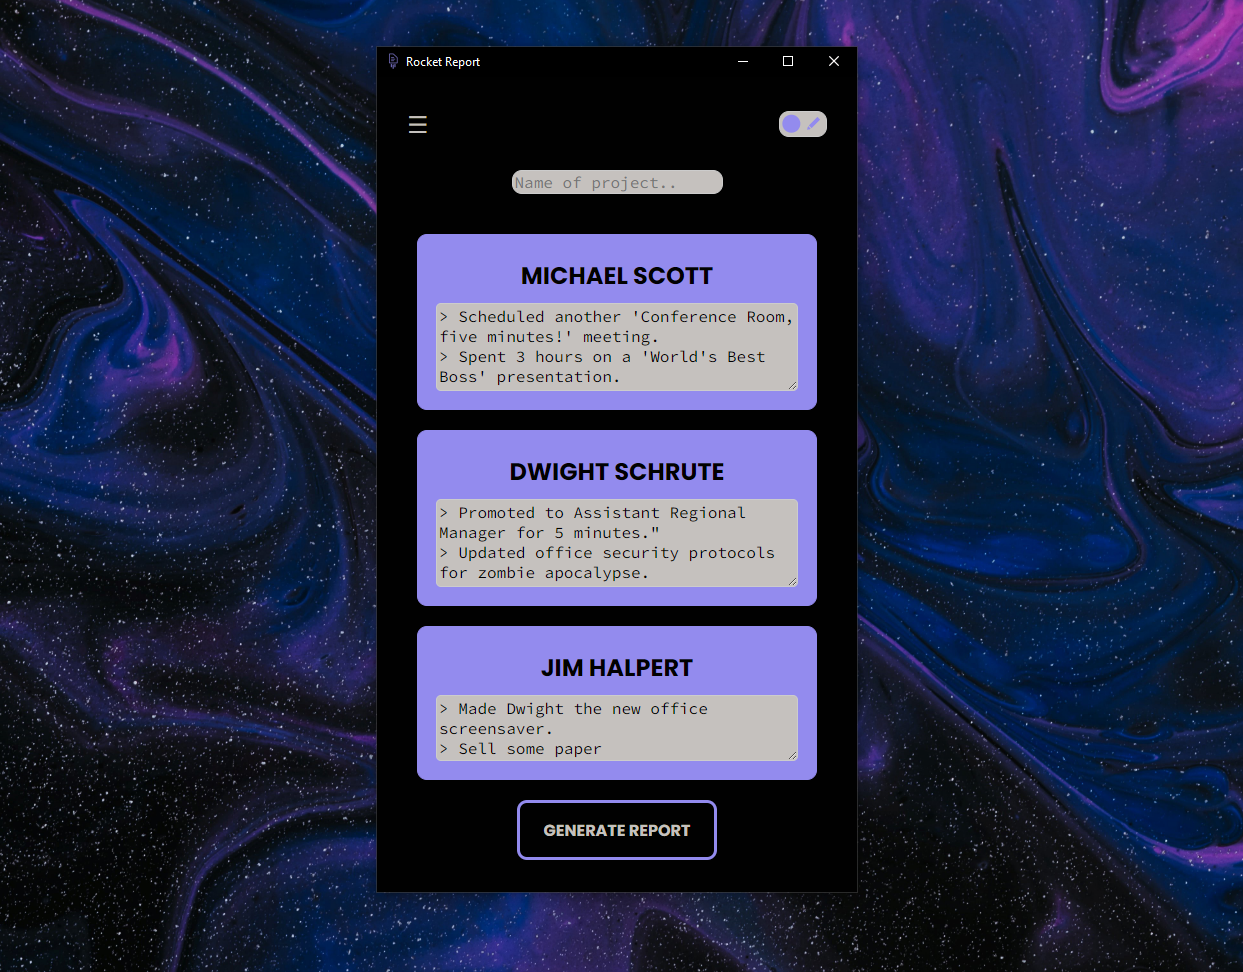 Rocket Report
Name of project..
MICHAEL SCOTT
> Scheduled another 'Conference Room,
five minutes!' meeting.
> Spent 3 hours on a 'World's Best
Boss' presentation.
DWIGHT SCHRUTE
> Promoted to Assistant Regional
Manager for 5 minutes."
> Updated office security protocols
for zombie apocalypse.
JIM HALPERT
> Made Dwight the new office
screensaver.
> Sell some paper
GENERATE REPORT